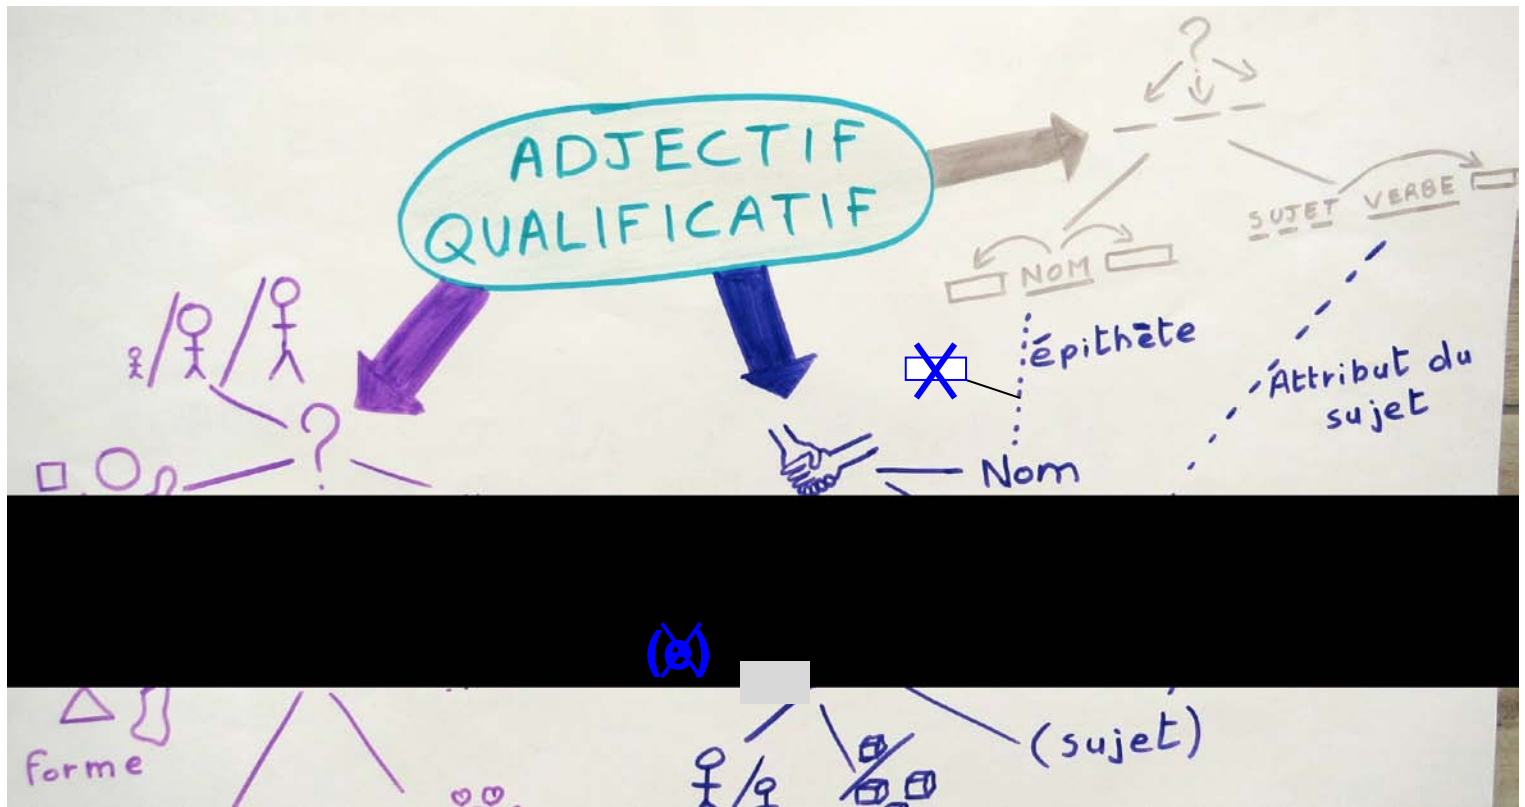 ADJECTIF
QUALIFICATIF
?
SUJET VERBE
NOM
épithète
Attribut du
sujet
?
Nom
(e)
forme
(sujet)